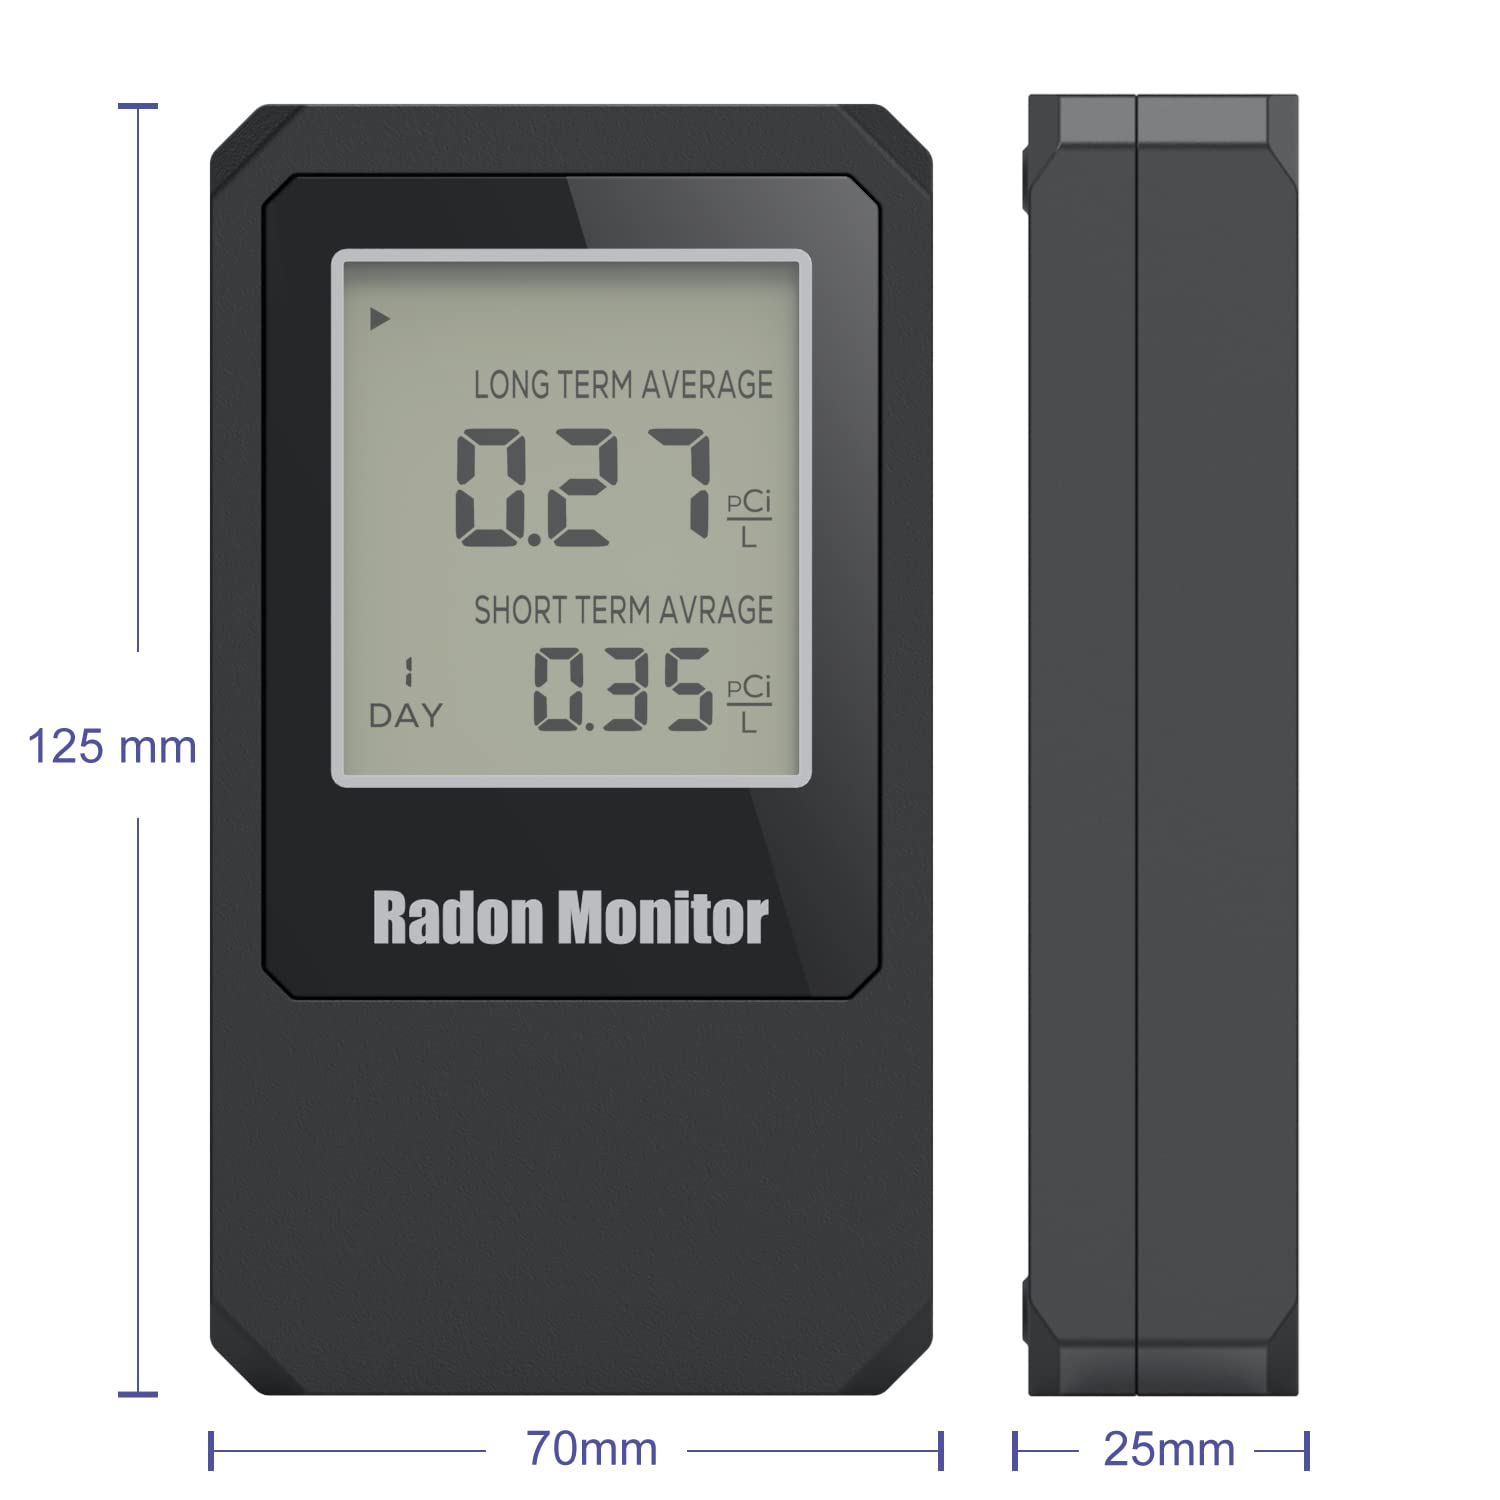 LONG TERM AVERAGE
0.27 pCi/L
SHORT TERM AVRAGE
1 DAY
0.35 pCi/L
Radon Monitor
125 mm
70mm
25mm